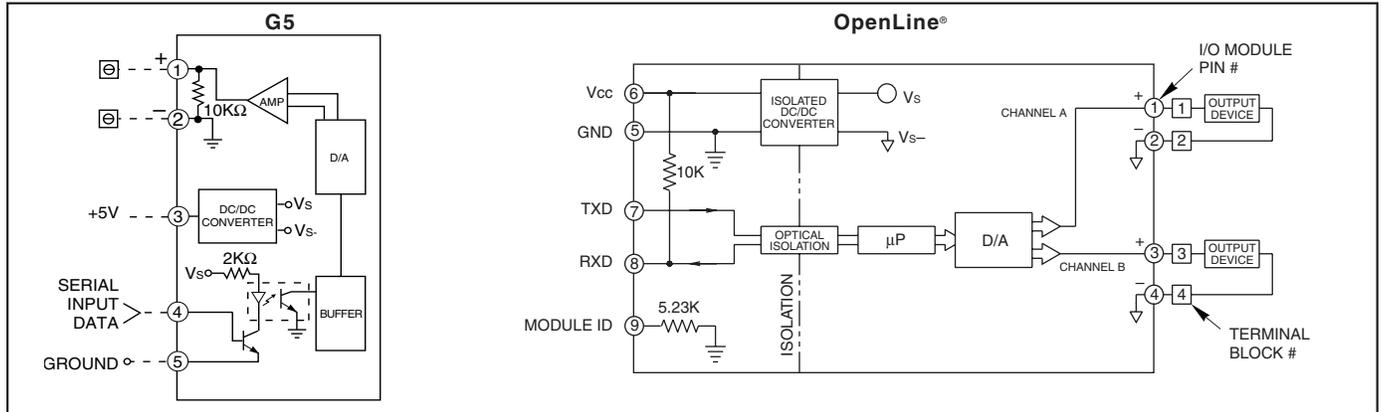 G5
+
1
10KΩ
−
2
AMP
D/A
+5V
3
DC/DC
CONVERTER
Vs
Vs-
2KΩ
Vs
SERIAL
INPUT
DATA
4
BUFFER
GROUND
5
OpenLine®
I/O MODULE
PIN #
Vcc
6
ISOLATED
DC/DC
CONVERTER
Vs
GND
5
Vs–
10K
CHANNEL A
+
1
1
OUTPUT
DEVICE
−
2
2
TXD
7
OPTICAL
ISOLATION
µP
D/A
RXD
8
CHANNEL B
+
3
3
OUTPUT
DEVICE
−
4
4
MODULE ID
9
5.23K
ISOLATION
TERMINAL
BLOCK #